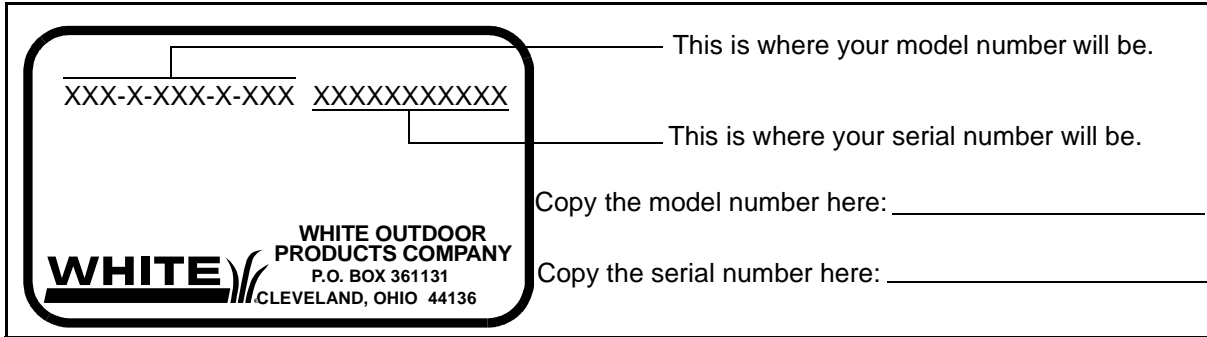 This is where your model number will be.
XXX-X-XXX-X-XXX XXXXXXXXXXX
This is where your serial number will be.
Copy the model number here:
WHITE OUTDOOR
PRODUCTS COMPANY
WHITE
P.O. BOX 361131
Copy the serial number here:
CLEVELAND, OHIO 44136